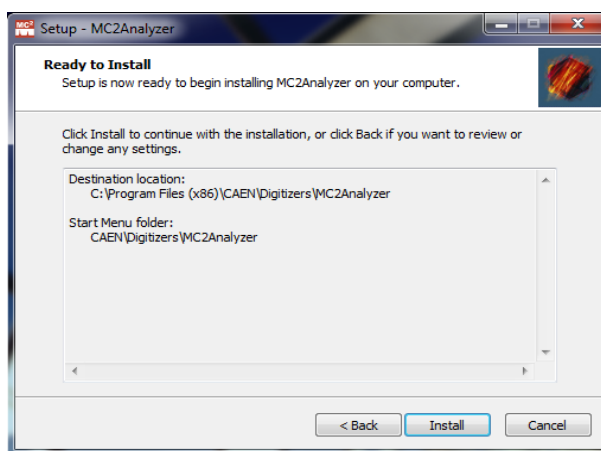 MC²
Setup - MC2Analyzer
Ready to Install
Setup is now ready to begin installing MC2Analyzer on your computer.
Click Install to continue with the installation, or click Back if you want to review or
change any settings.
Destination location:
C:\Program Files (x86)\CAEN\Digitizers\MC2Analyzer
Start Menu folder:
CAEN\Digitizers\MC2Analyzer
< Back
Install
Cancel